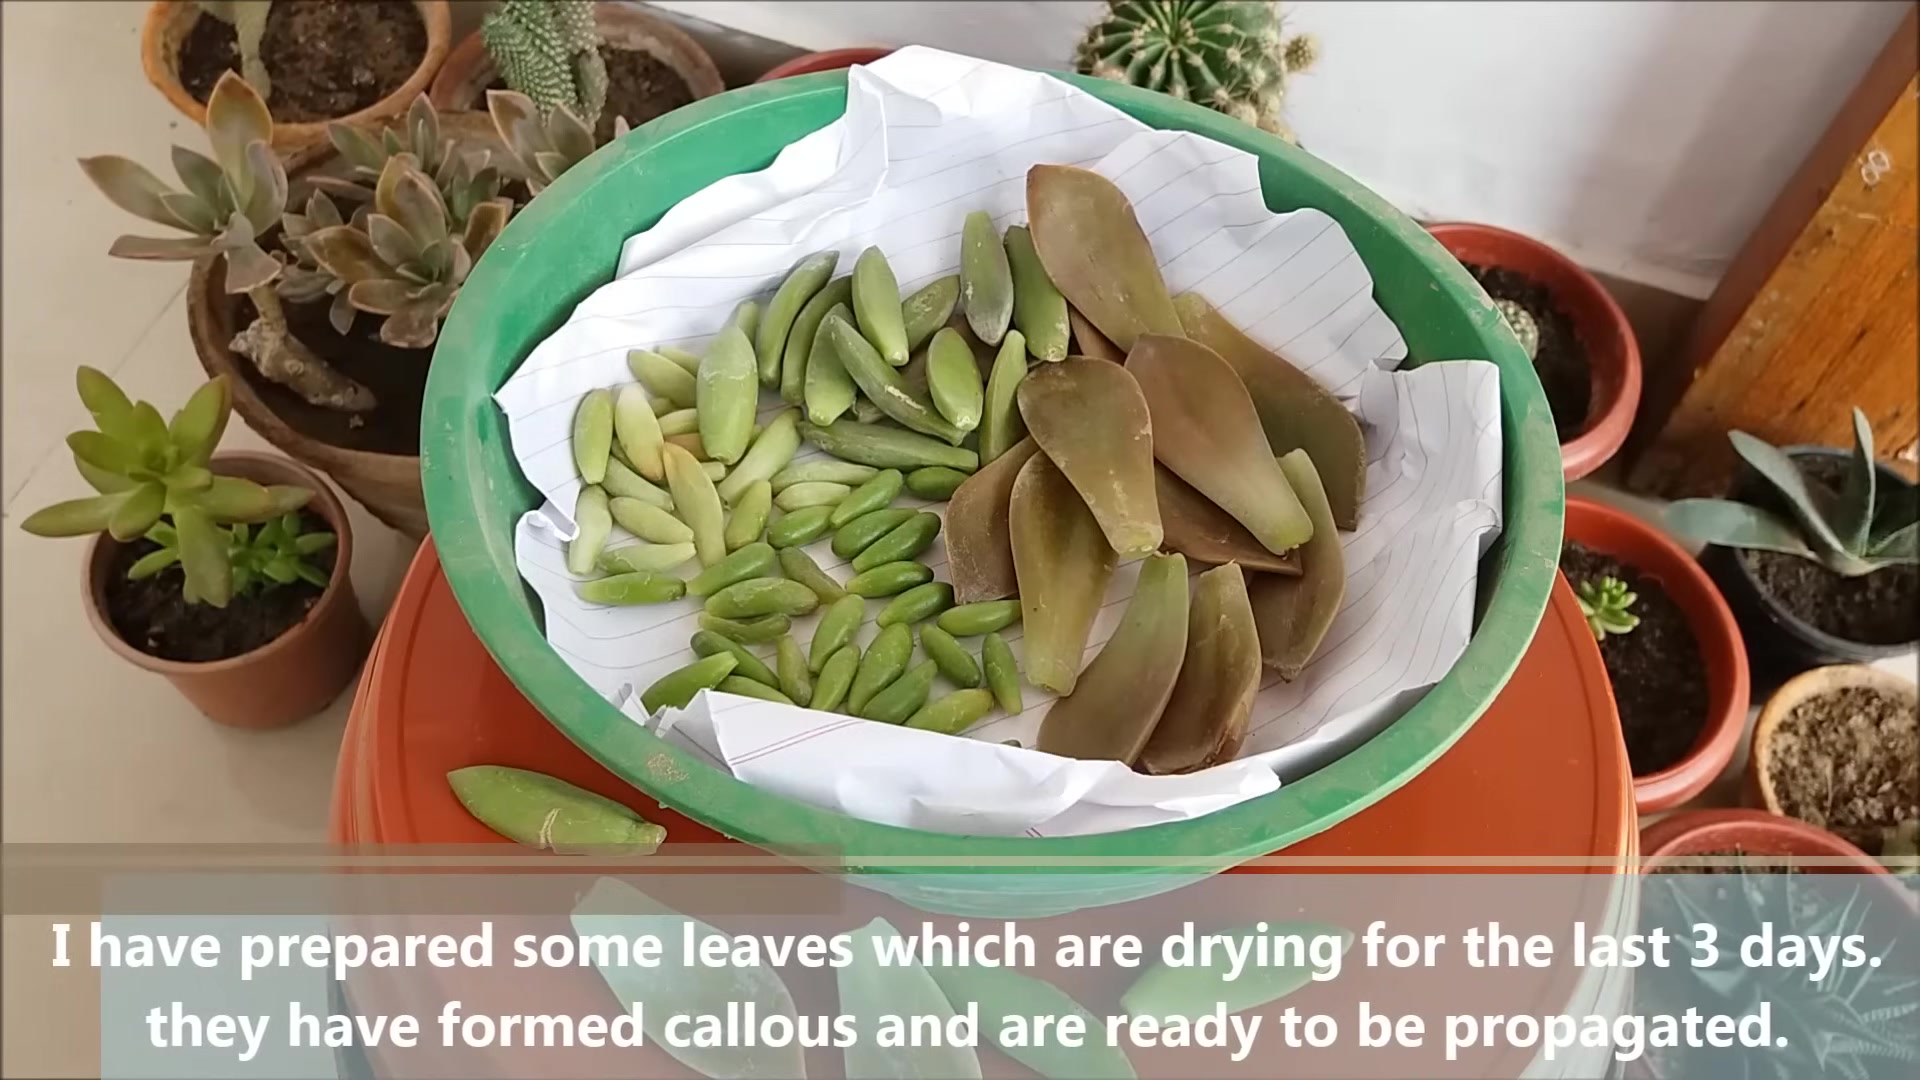 I have prepared some leaves which are drying for the last 3 days.
they have formed callous and are ready to be propagated.